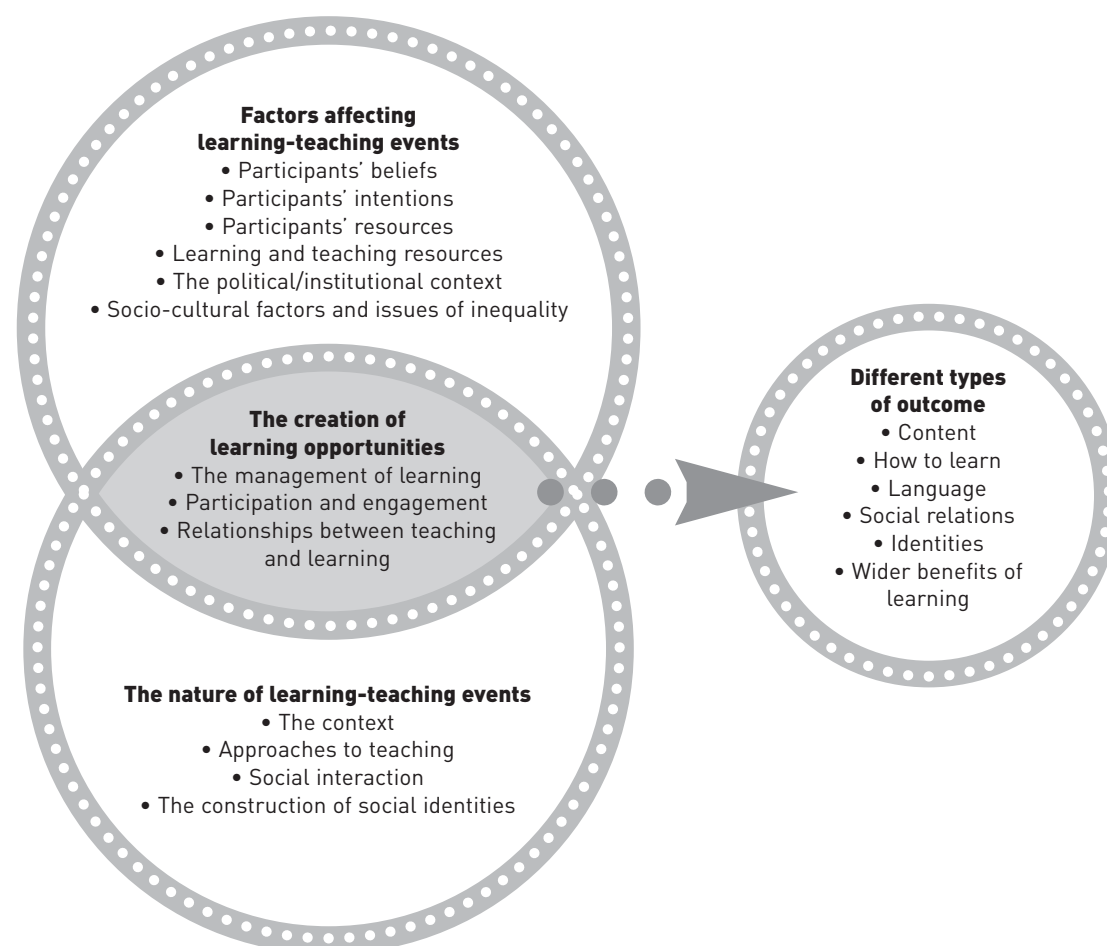 Factors affecting
learning-teaching events
• Participants’ beliefs
• Participants’ intentions
• Participants’ resources
• Learning and teaching resources
• The political/institutional context
• Socio-cultural factors and issues of inequality
The creation of
learning opportunities
• The management of learning
• Participation and engagement
• Relationships between teaching
and learning
The nature of learning-teaching events
• The context
• Approaches to teaching
• Social interaction
• The construction of social identities
Different types
of outcome
• Content
• How to learn
• Language
• Social relations
• Identities
• Wider benefits of
learning